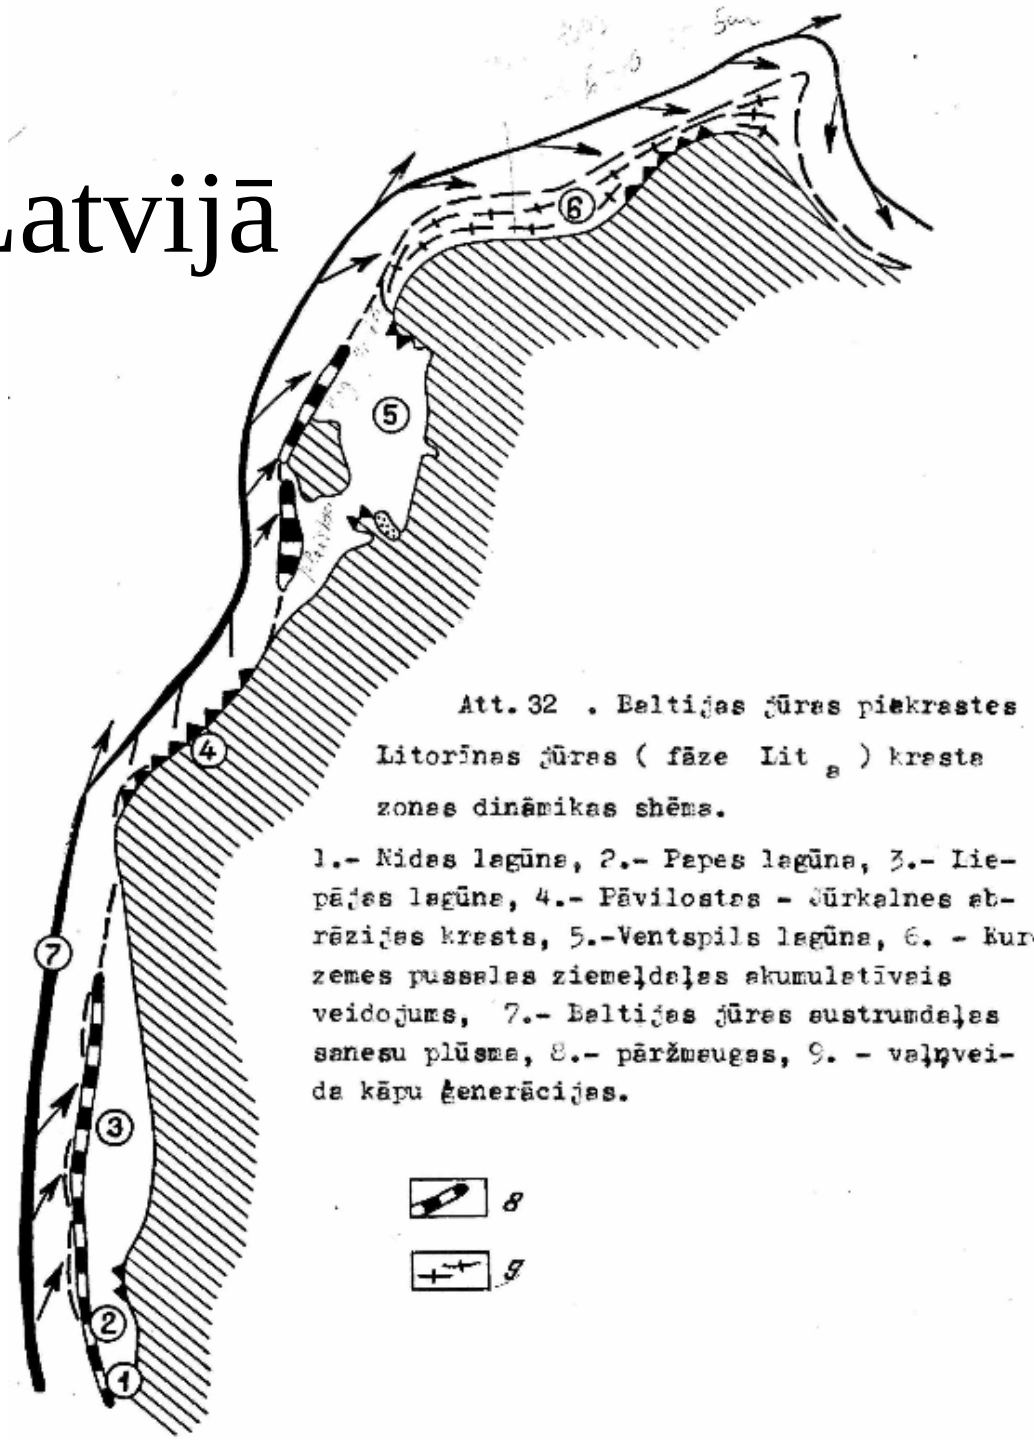 Latvijā
6
5
4
7
3
2
1
Att. 32 . Baltijas jūras piekrastes
Litorīnas jūras ( fāze Lit a ) krasta
zonas dinamikas shēma.
1.- Nidas lagūna, 2.- Papes lagūna, 3.- Lie-
pājas lagūna, 4.- Pāvilostas - Jūrkalnes ab-
rāzijas krasts, 5.-Ventspils lagūna, 6. - Kur
zemes pussalas ziemeļdaļas akumulatīvais
veidojums, 7.- Baltijas jūras austrumdaļas
sanesu plūsma, 8.- pāržmaugas, 9. - vaļņvei-
da kāpu ģenerācijas.
8
9